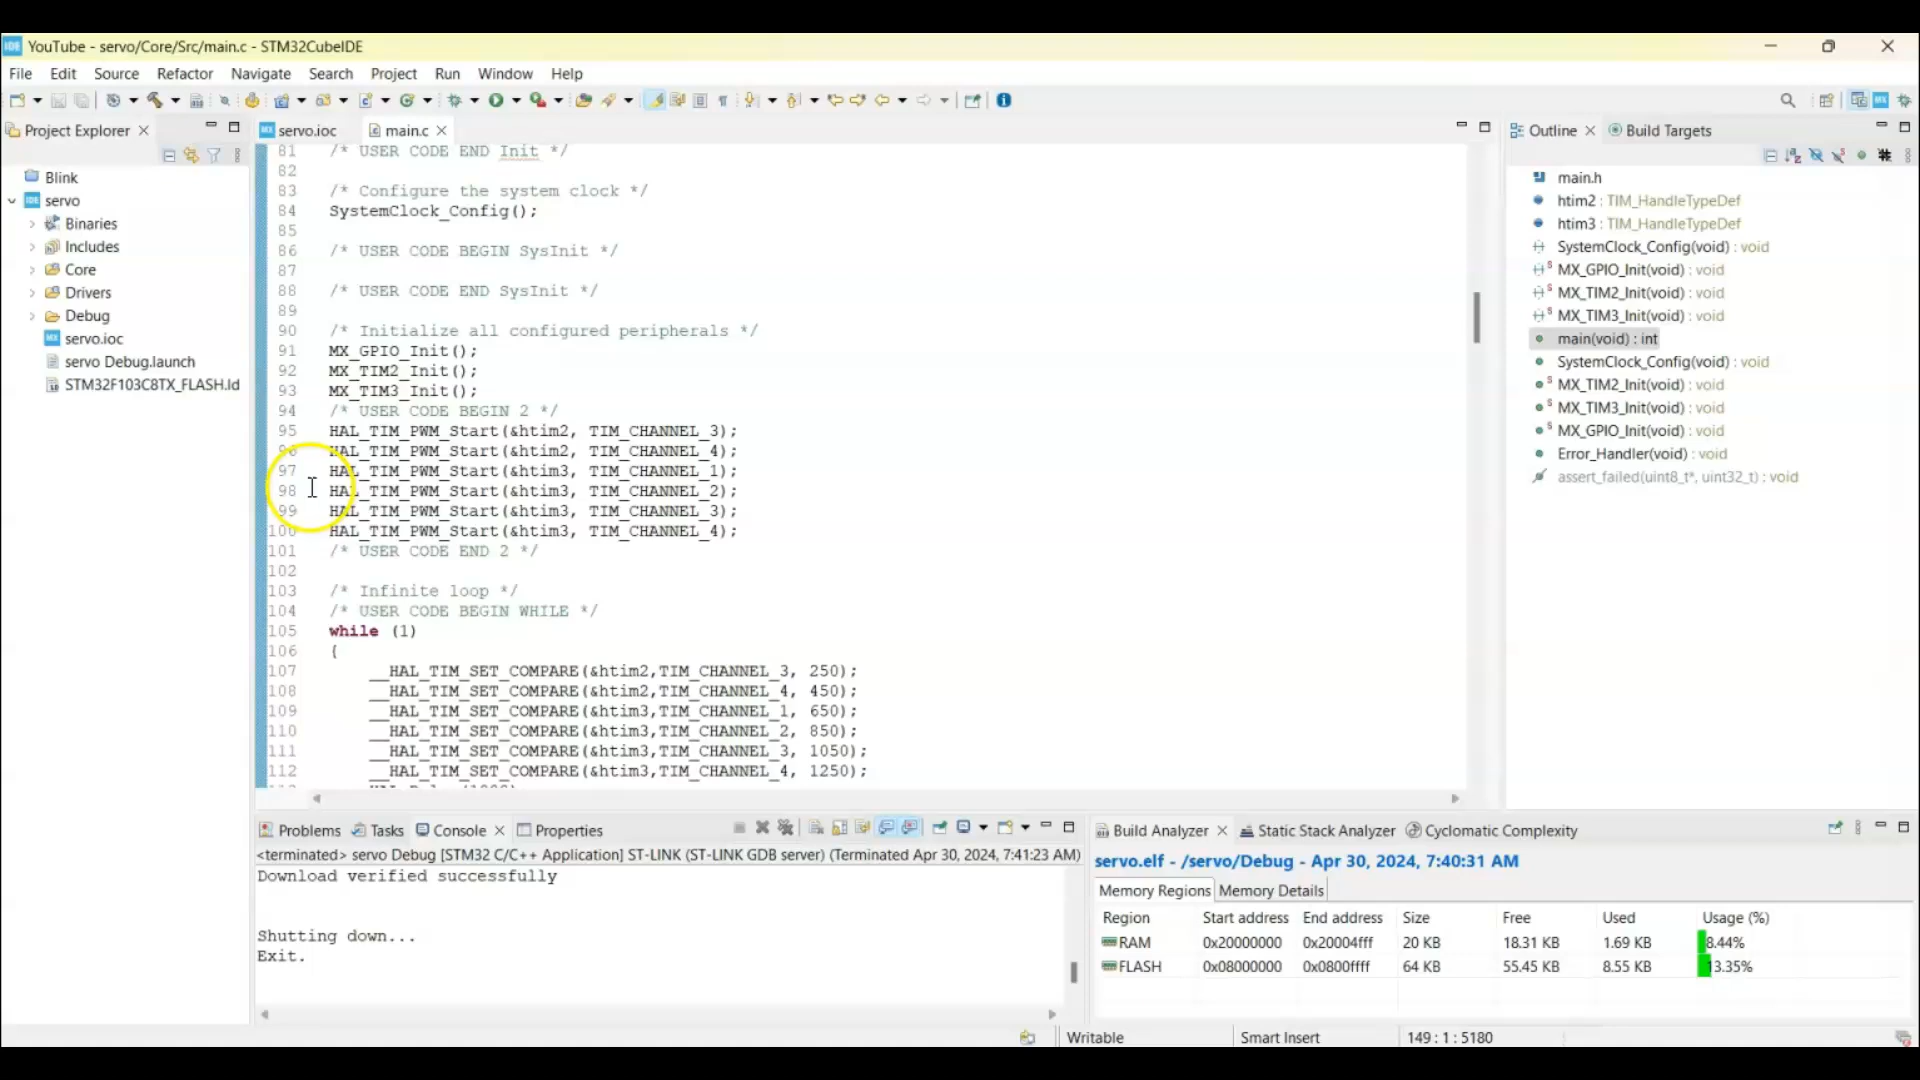 YouTube - servo/Core/Src/main.c - STM32CubeIDE
File Edit Source Refactor Navigate Search Project Run Window Help
Project Explorer
Blink
servo
Binaries
Includes
Core
Drivers
Debug
servo.ioc
servo Debug.launch
STM32F103C8TX_FLASH.ld
servo.ioc main.c
81 /* USER CODE END Init */
82
83 /* Configure the system clock */
84 SystemClock_Config();
85
86 /* USER CODE BEGIN SysInit */
87
88 /* USER CODE END SysInit */
89
90 /* Initialize all configured peripherals */
91 MX_GPIO_Init();
92 MX_TIM2_Init();
93 MX_TIM3_Init();
94 /* USER CODE BEGIN 2 */
95 HAL_TIM_PWM_Start(&htim2, TIM_CHANNEL_3);
96 HAL_TIM_PWM_Start(&htim2, TIM_CHANNEL_4);
97 HAL_TIM_PWM_Start(&htim3, TIM_CHANNEL_1);
98 HAL_TIM_PWM_Start(&htim3, TIM_CHANNEL_2);
99 HAL_TIM_PWM_Start(&htim3, TIM_CHANNEL_3);
100 HAL_TIM_PWM_Start(&htim3, TIM_CHANNEL_4);
101 /* USER CODE END 2 */
102
103 /* Infinite loop */
104 /* USER CODE BEGIN WHILE */
105 while (1)
106 {
107 __HAL_TIM_SET_COMPARE(&htim2,TIM_CHANNEL_3, 250);
108 __HAL_TIM_SET_COMPARE(&htim2,TIM_CHANNEL_4, 450);
109 __HAL_TIM_SET_COMPARE(&htim3,TIM_CHANNEL_1, 650);
110 __HAL_TIM_SET_COMPARE(&htim3,TIM_CHANNEL_2, 850);
111 __HAL_TIM_SET_COMPARE(&htim3,TIM_CHANNEL_3, 1050);
112 __HAL_TIM_SET_COMPARE(&htim3,TIM_CHANNEL_4, 1250);
Outline Build Targets
main.h
htim2 : TIM_HandleTypeDef
htim3 : TIM_HandleTypeDef
SystemClock_Config(void) : void
MX_GPIO_Init(void) : void
MX_TIM2_Init(void) : void
MX_TIM3_Init(void) : void
main(void) : int
SystemClock_Config(void) : void
MX_TIM2_Init(void) : void
MX_TIM3_Init(void) : void
MX_GPIO_Init(void) : void
Error_Handler(void) : void
assert_failed(uint8_t*, uint32_t) : void
Problems Tasks Console Properties
<terminated> servo Debug [STM32 C/C++ Application] ST-LINK (ST-LINK GDB server) (Terminated Apr 30, 2024, 7:41:23 AM)
Download verified successfully
Shutting down...
Exit.
Build Analyzer Static Stack Analyzer Cyclomatic Complexity
servo.elf - /servo/Debug - Apr 30, 2024, 7:40:31 AM
Memory Regions Memory Details
Region Start address End address Size Free Used Usage (%)
RAM 0x20000000 0x20004fff 20 KB 18.31 KB 1.69 KB 8.44%
FLASH 0x08000000 0x0800ffff 64 KB 55.45 KB 8.55 KB 13.35%
Writable Smart Insert 149 : 1 : 5180